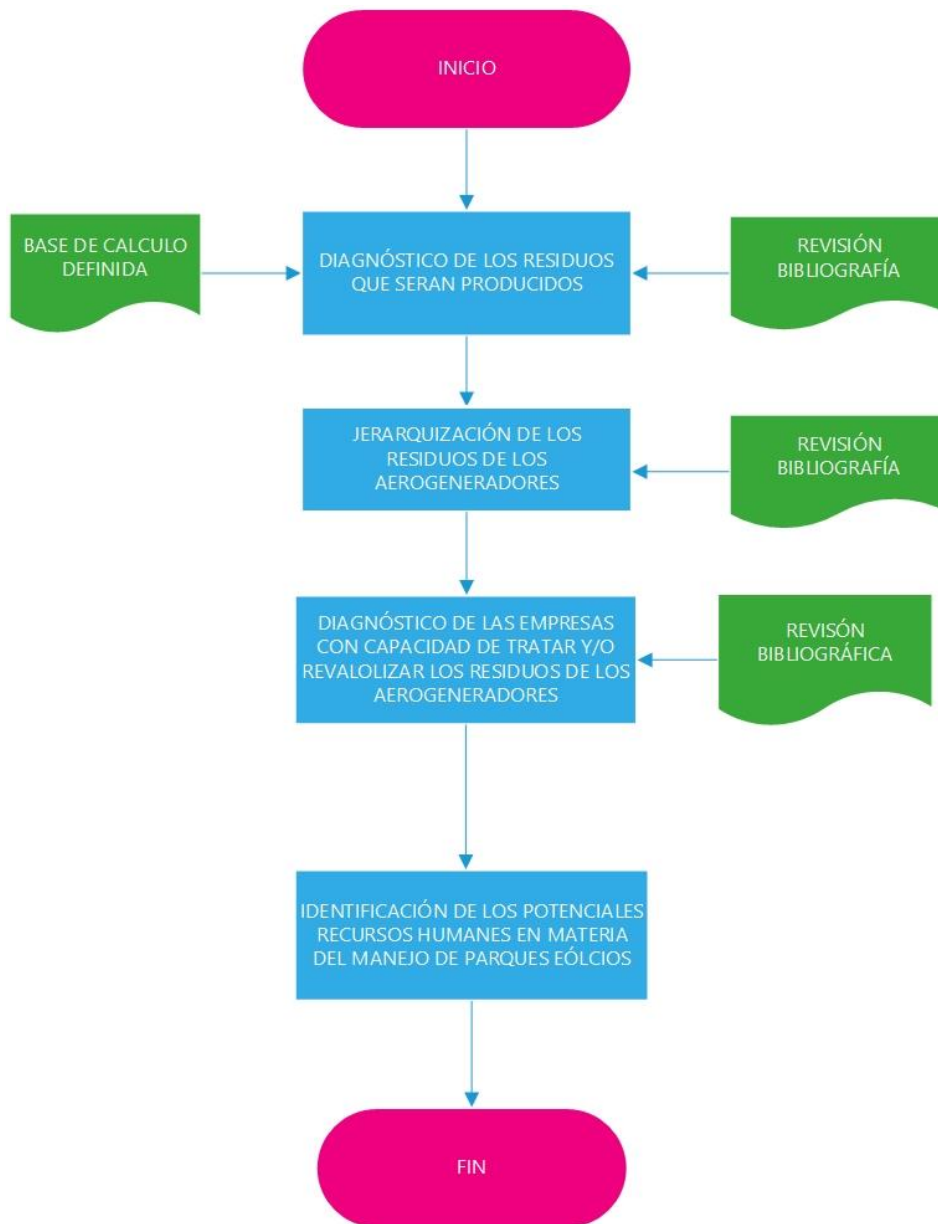 INICIO
BASE DE CALCULO
DEFINIDA
DIAGNÓSTICO DE LOS RESIDUOS
QUE SERAN PRODUCIDOS
REVISIÓN
BIBLIOGRAFÍA
JERARQUIZACIÓN DE LOS
RESIDUOS DE LOS
AEROGENERADORES
REVISIÓN
BIBLIOGRAFÍA
DIAGNÓSTICO DE LAS EMPRESAS
CON CAPACIDAD DE TRATAR Y/O
REVALOLIZAR LOS RESIDUOS DE LOS
AEROGENERADORES
REVISÓN
BIBLIOGRÁFICA
IDENTIFICACIÓN DE LOS POTENCIALES
RECURSOS HUMANES EN MATERIA
DEL MANEJO DE PARQUES EÓLCIOS
FIN